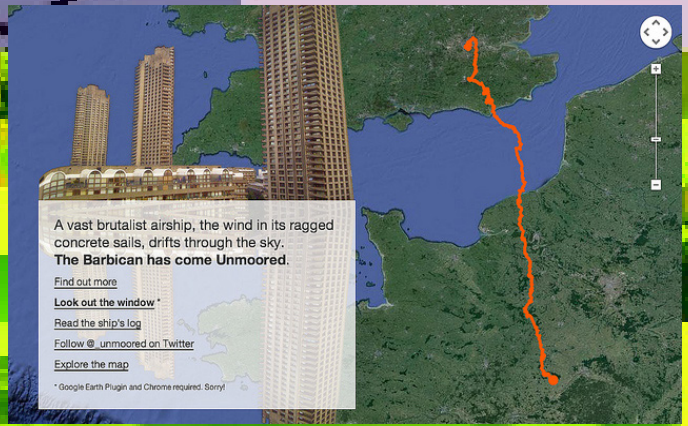 A vast brutalist airship, the wind in its ragged
concrete sails, drifts through the sky.
The Barbican has come Unmoored.
Find out more
Look out the window *
Read the ship's log
Follow @_unmoored on Twitter
Explore the map
* Google Earth Plugin and Chrome required. Sorry!